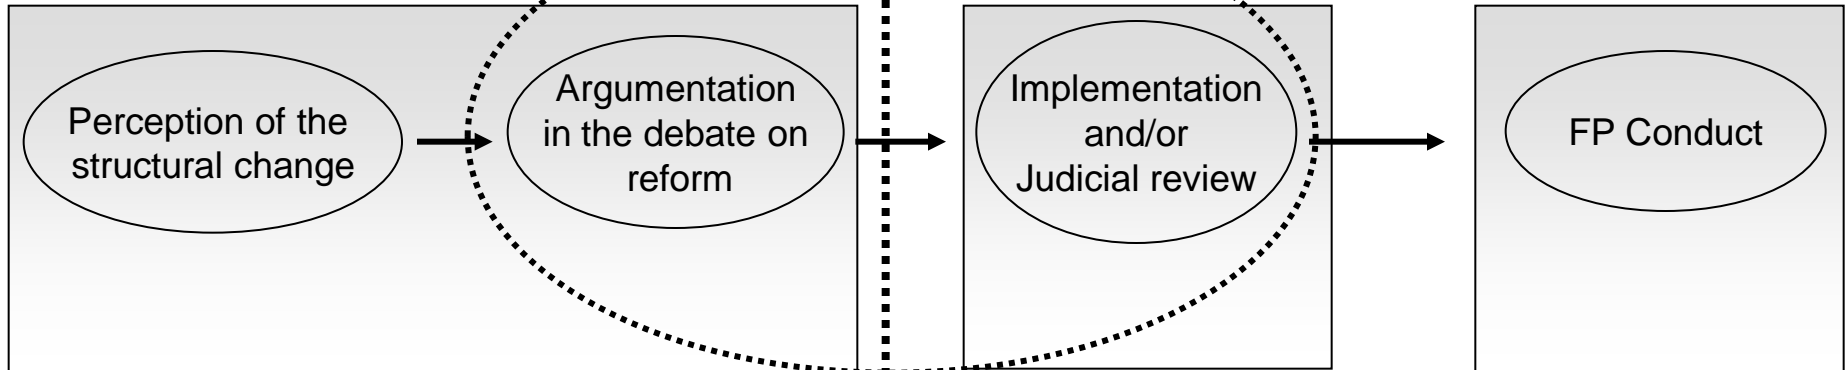 Perception of the
structural change
Argumentation
in the debate on
reform
Implementation
and/or
Judicial review
FP Conduct